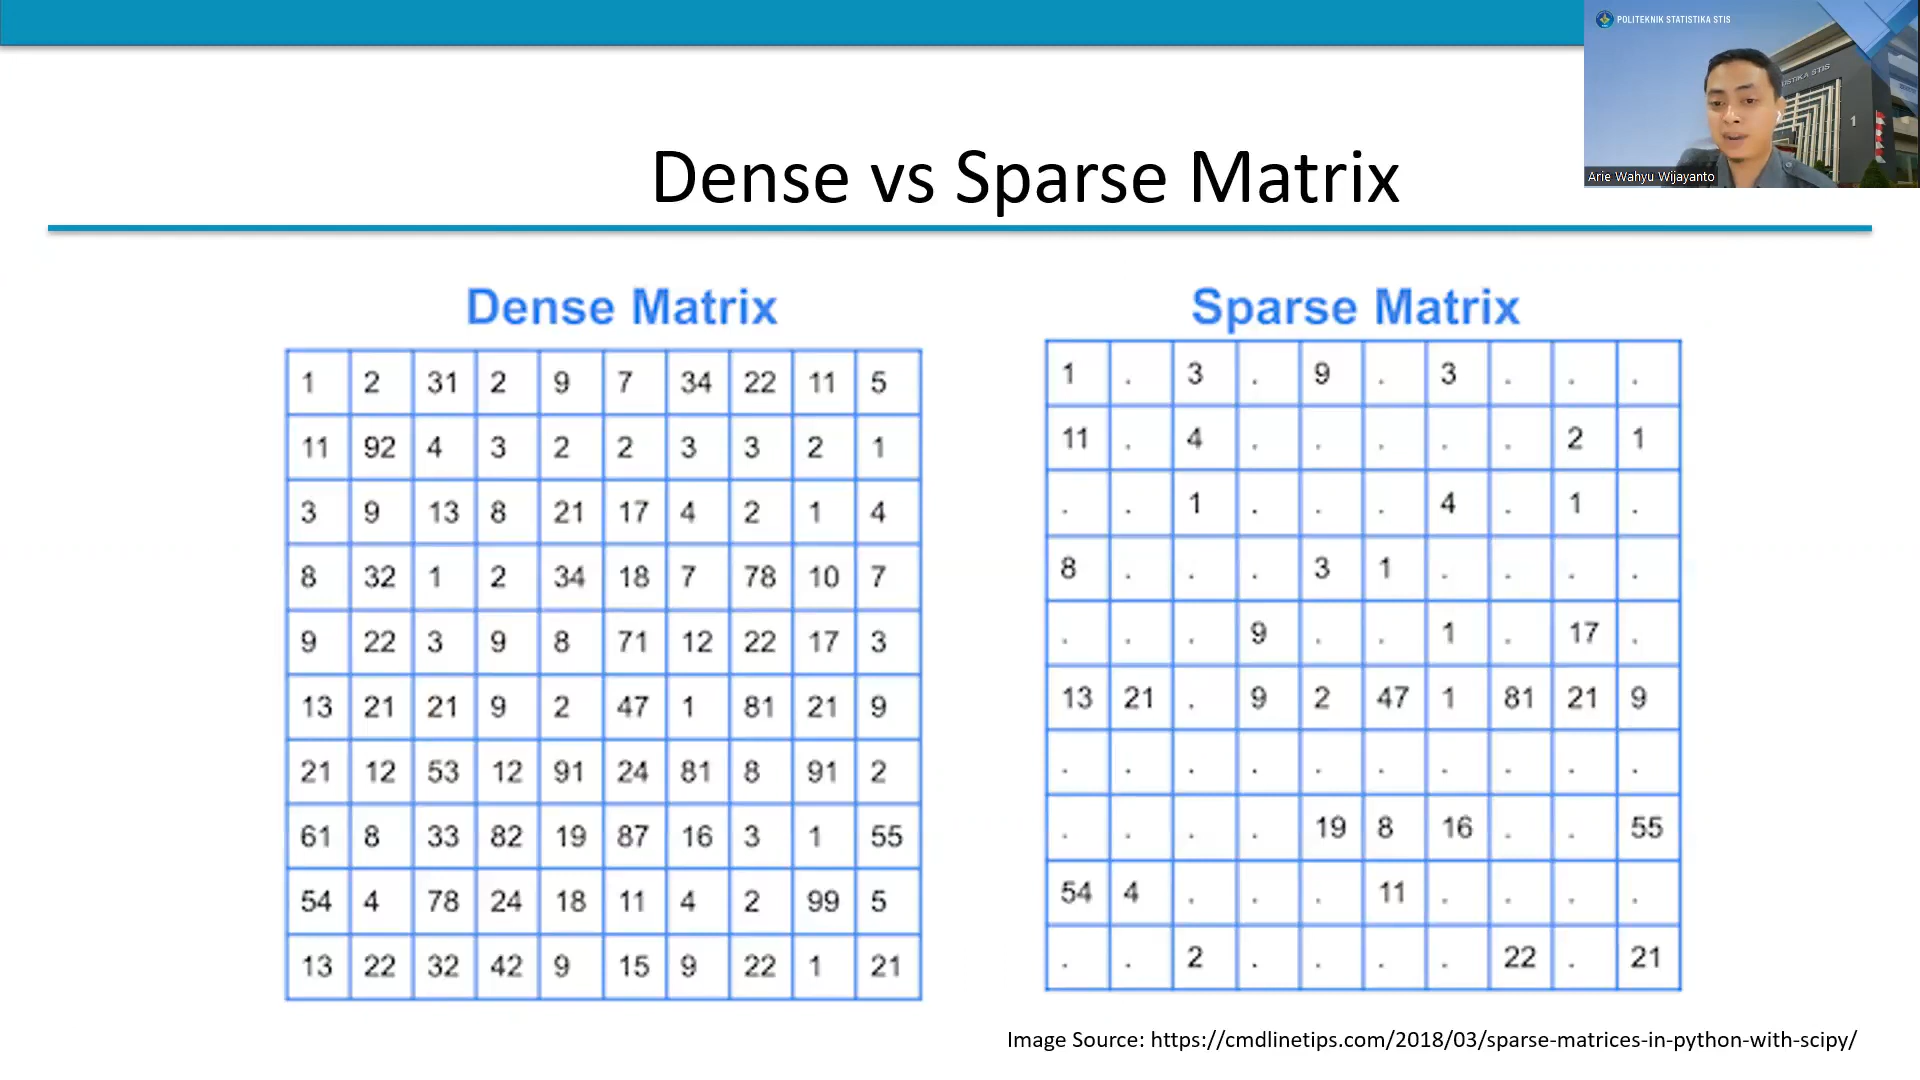 POLITEKNIK STATISTIKA STIS
USTIKA STIS
1
Arie Wahyu Wijayanto
Dense vs Sparse Matrix
Dense Matrix
1 2 31 2 9 7 34 22 11 5
11 92 4 3 2 2 3 3 2 1
3 9 13 8 21 17 4 2 1 4
8 32 1 2 34 18 7 78 10 7
9 22 3 9 8 71 12 22 17 3
13 21 21 9 2 47 1 81 21 9
21 12 53 12 91 24 81 8 91 2
61 8 33 82 19 87 16 3 1 55
54 4 78 24 18 11 4 2 99 5
13 22 32 42 9 15 9 22 1 21
Sparse Matrix
1 . 3 . 9 . 3 . . .
11 . 4 . . . . . 2 1
. . 1 . . . 4 . 1 .
8 . . . 3 1 . . . .
. . . 9 . . 1 . 17 .
13 21 . 9 2 47 1 81 21 9
. . . . . . . . . .
. . . . 19 8 16 . . 55
54 4 . . . 11 . . . .
. . 2 . . . . 22 . 21
Image Source: https://cmdlinetips.com/2018/03/sparse-matrices-in-python-with-scipy/